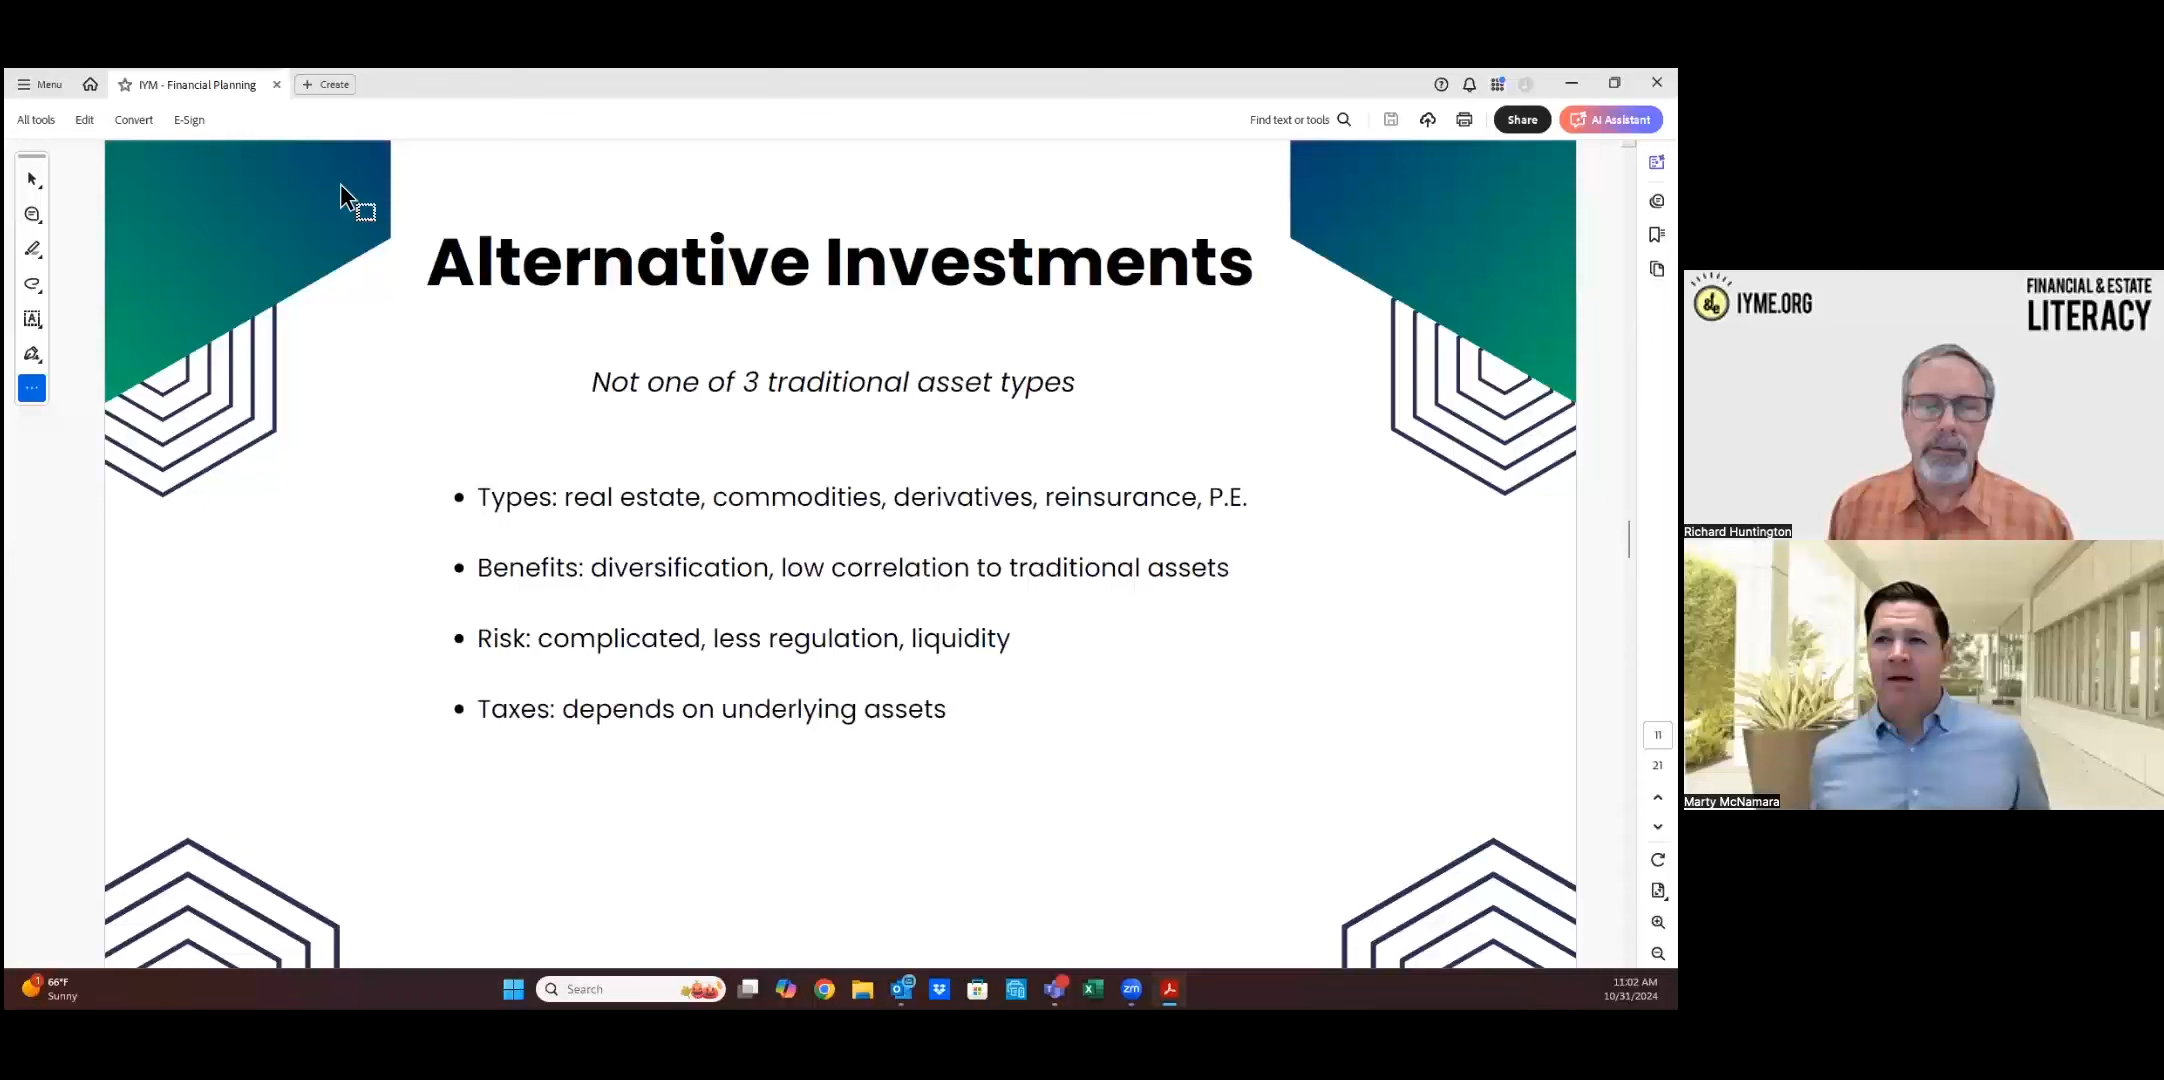 Menu
IYM - Financial Planning
Create
All tools
Edit
Convert
E-Sign
Find text or tools
Share
AI Assistant
Alternative Investments
Not one of 3 traditional asset types
• Types: real estate, commodities, derivatives, reinsurance, P.E.
• Benefits: diversification, low correlation to traditional assets
• Risk: complicated, less regulation, liquidity
• Taxes: depends on underlying assets
11
21
IYME.ORG
FINANCIAL & ESTATE
LITERACY
Richard Huntington
Marty McNamara
1
66°F
Sunny
Search
zm
11:02 AM
10/31/2024